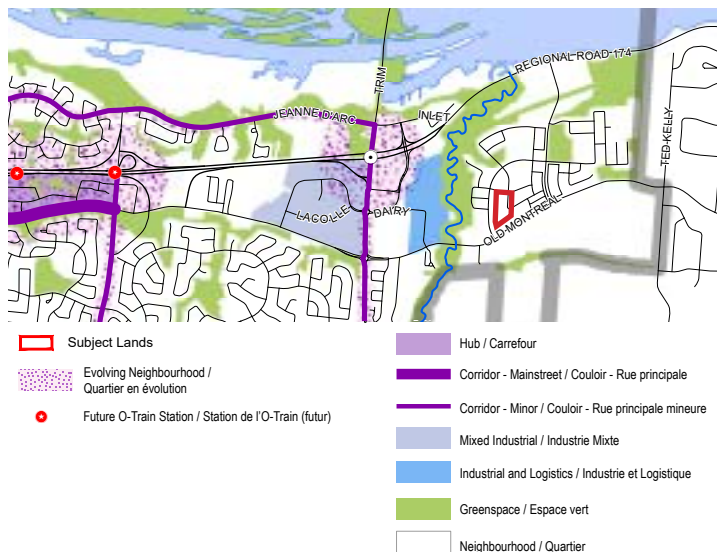 REGIONAL ROAD 174
TRIM
JEANNE D'ARC
INLET
TED KELLY
LACOLLE
DAIRY
OLD MONTREAL
Subject Lands
Evolving Neighbourhood /
Quartier en évolution
Future O-Train Station / Station de l'O-Train (futur)
Hub / Carrefour
Corridor - Mainstreet / Couloir - Rue principale
Corridor - Minor / Couloir - Rue principale mineure
Mixed Industrial / Industrie Mixte
Industrial and Logistics / Industrie et Logistique
Greenspace / Espace vert
Neighbourhood / Quartier